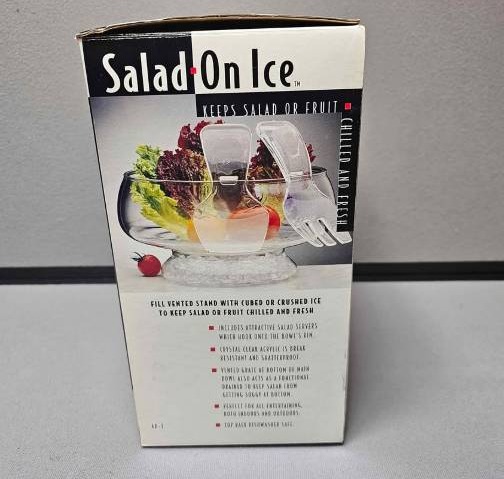 Salad·On Ice™
KEEPS SALAD OR FRUIT
CHILLED AND FRESH
FILL VENTED STAND WITH CUBED OR CRUSHED ICE
TO KEEP SALAD OR FRUIT CHILLED AND FRESH
INCLUDES ATTRACTIVE SALAD SERVERS
WHICH HOOK ONTO THE BOWL'S RIM.
CRYSTAL CLEAR ACRYLIC IS BREAK
RESISTANT AND SHATTERPROOF.
VENTED GRATE AT BOTTOM OF MAIN
BOWL ALSO ACTS AS A FUNCTIONAL
DRAINER TO KEEP SALAD FROM
GETTING SOGGY AT BOTTOM.
PERFECT FOR ALL ENTERTAINING,
BOTH INDOORS AND OUTDOORS.
TOP RACK DISHWASHER SAFE.